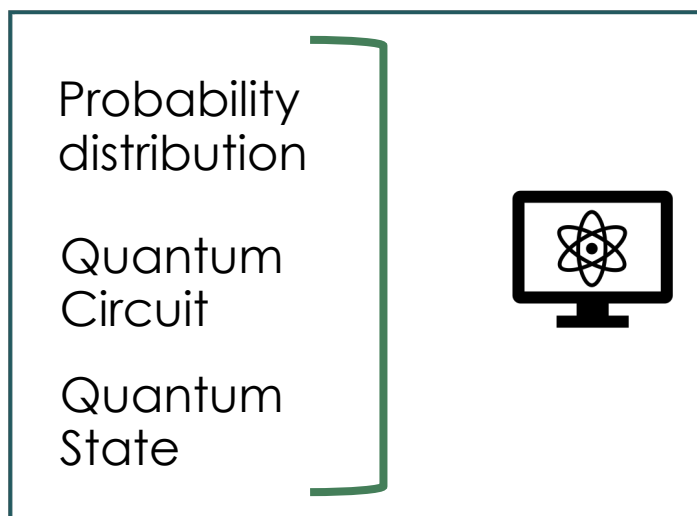 Probability
distribution
Quantum
Circuit
Quantum
State